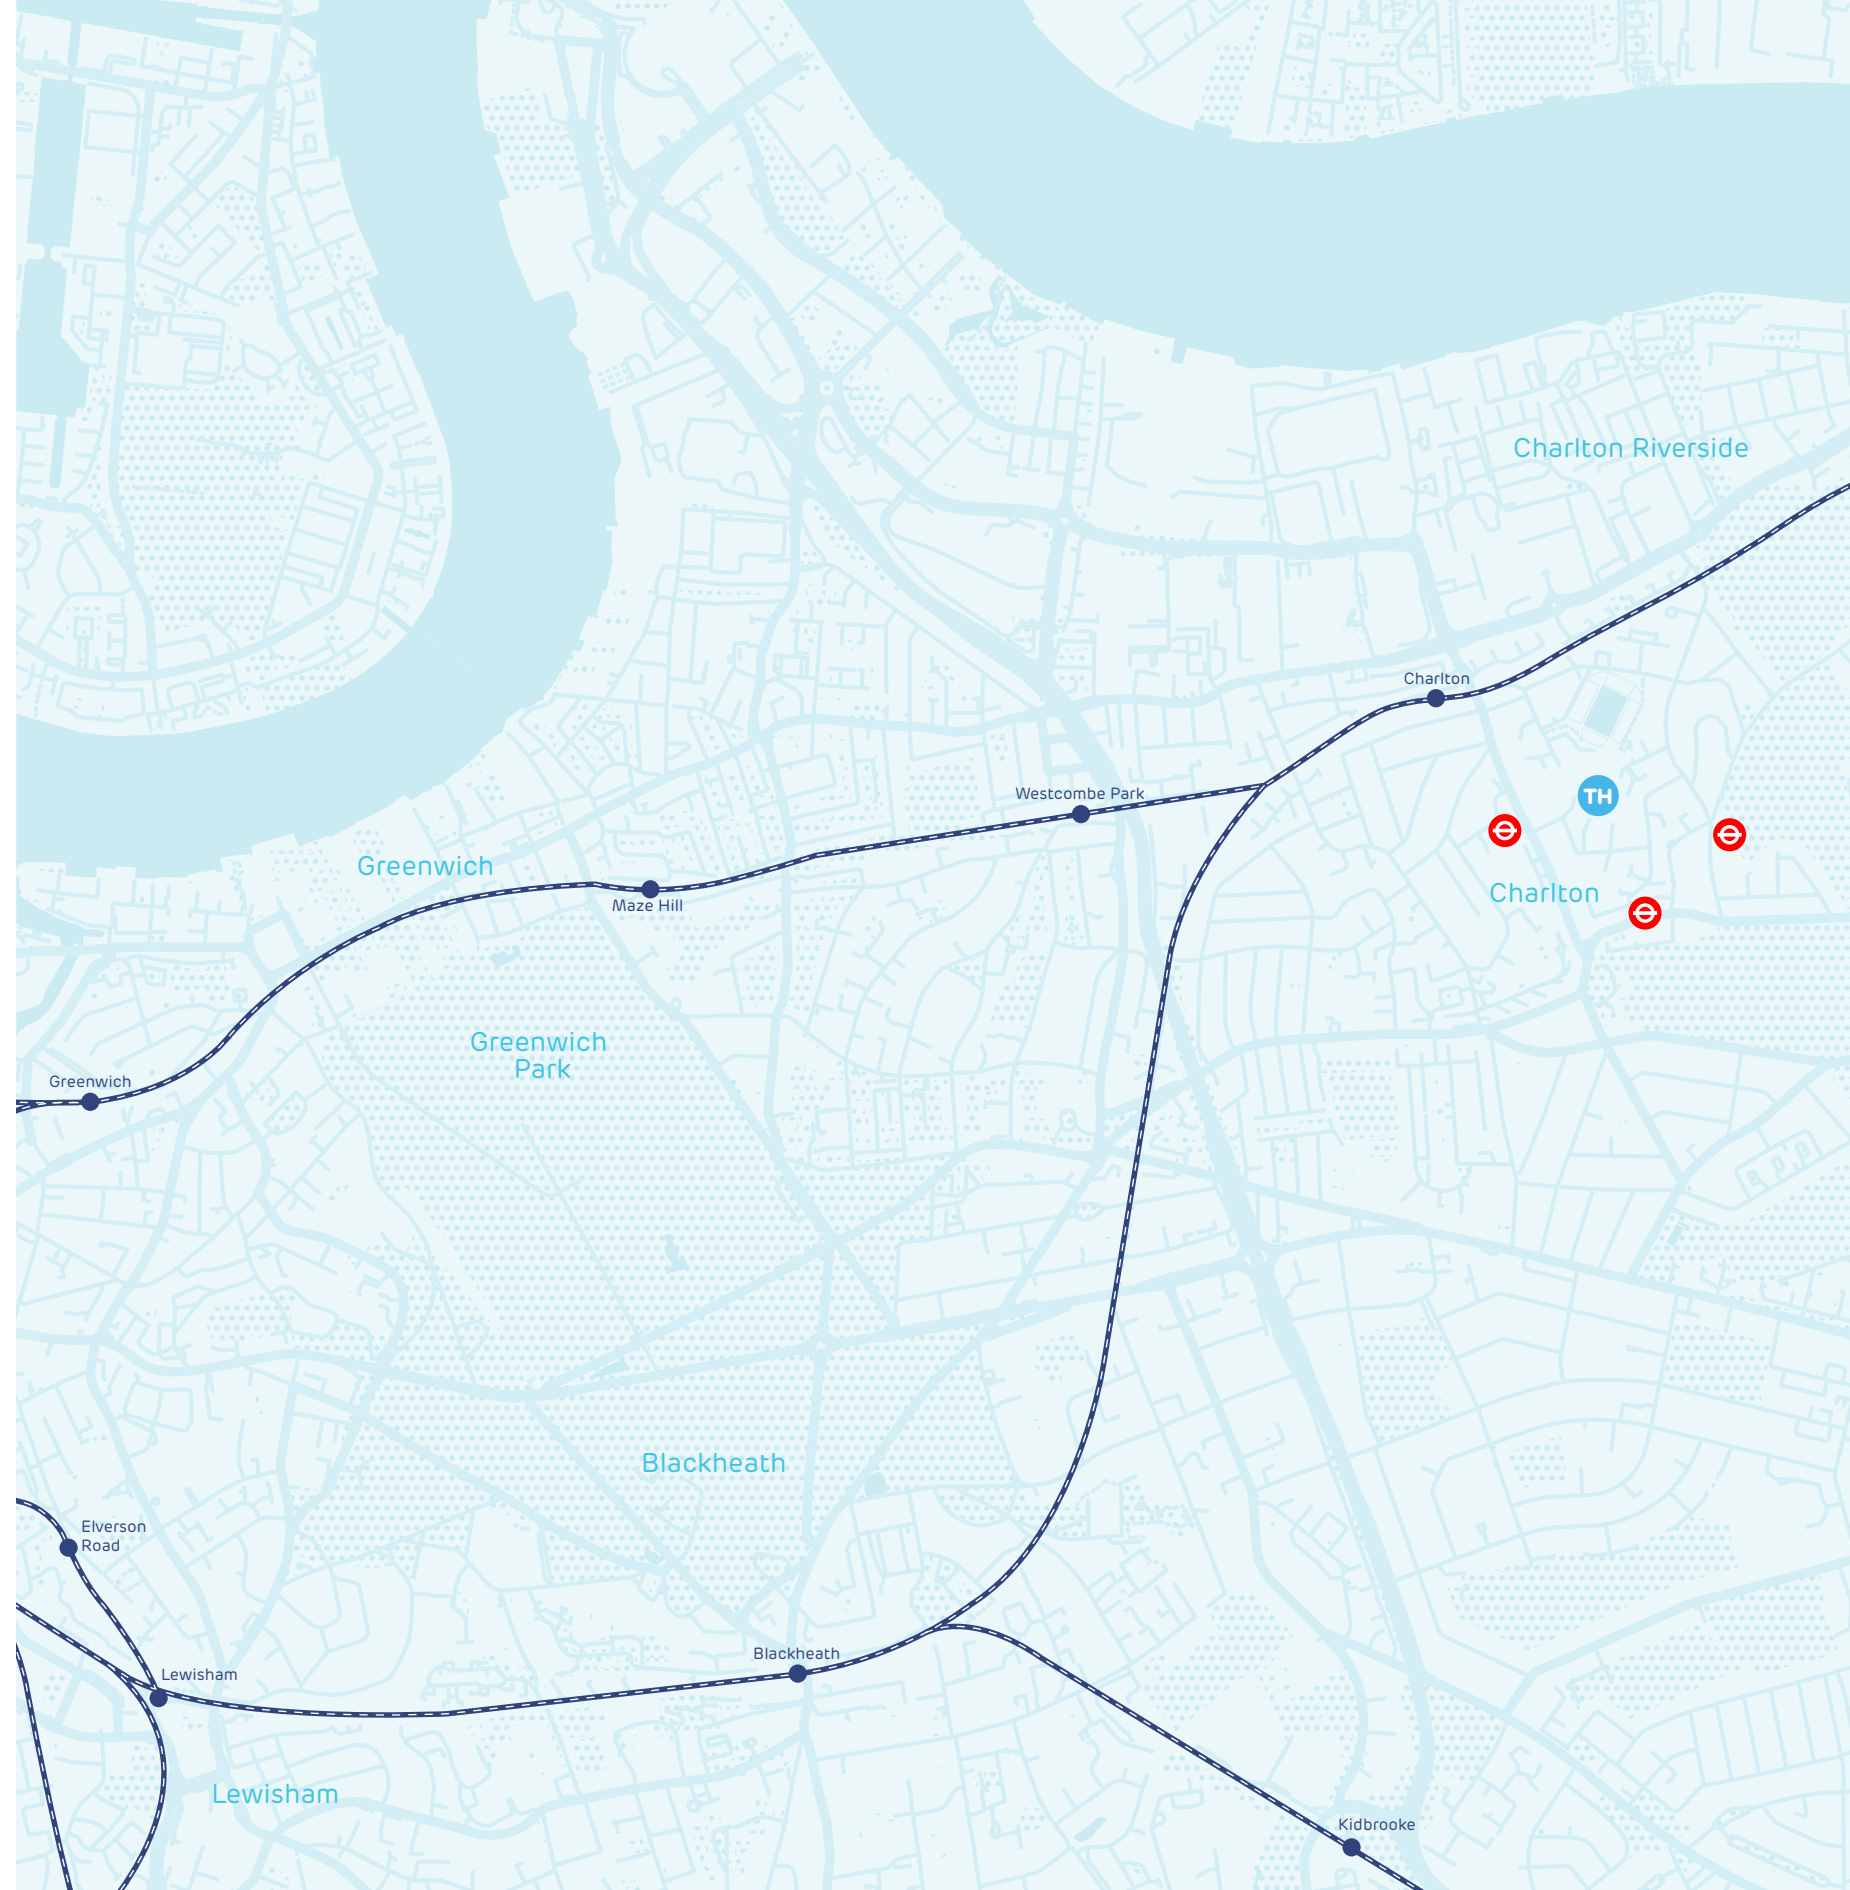 Charlton Riverside
Charlton
Westcombe Park
TH
Greenwich
Maze Hill
Charlton
Greenwich
Park
Greenwich
Blackheath
Elverson
Road
Blackheath
Lewisham
Lewisham
Kidbrooke